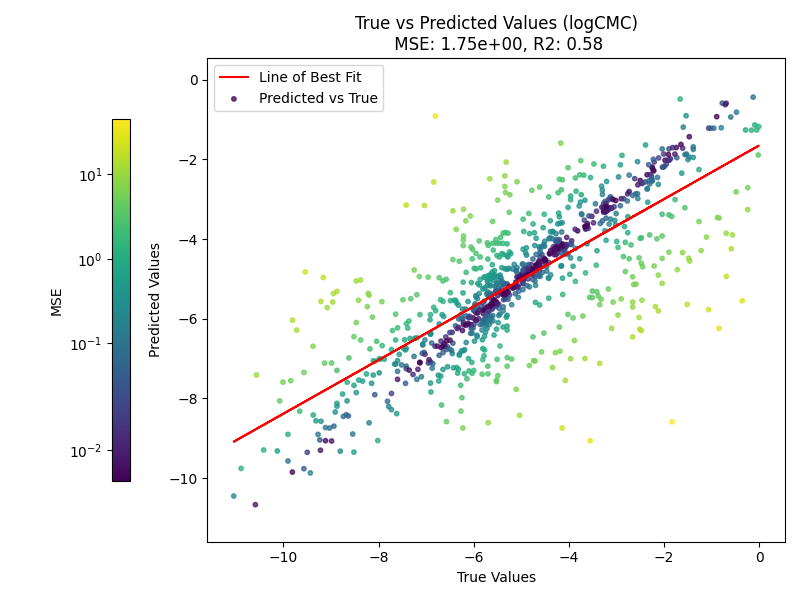 True vs Predicted Values (logCMC)
MSE: 1.75e+00, R2: 0.58
Line of Best Fit
Predicted vs True
MSE
10¹
10⁰
10⁻¹
10⁻²
Predicted Values
0
−2
−4
−6
−8
−10
−10
−8
−6
−4
−2
0
True Values